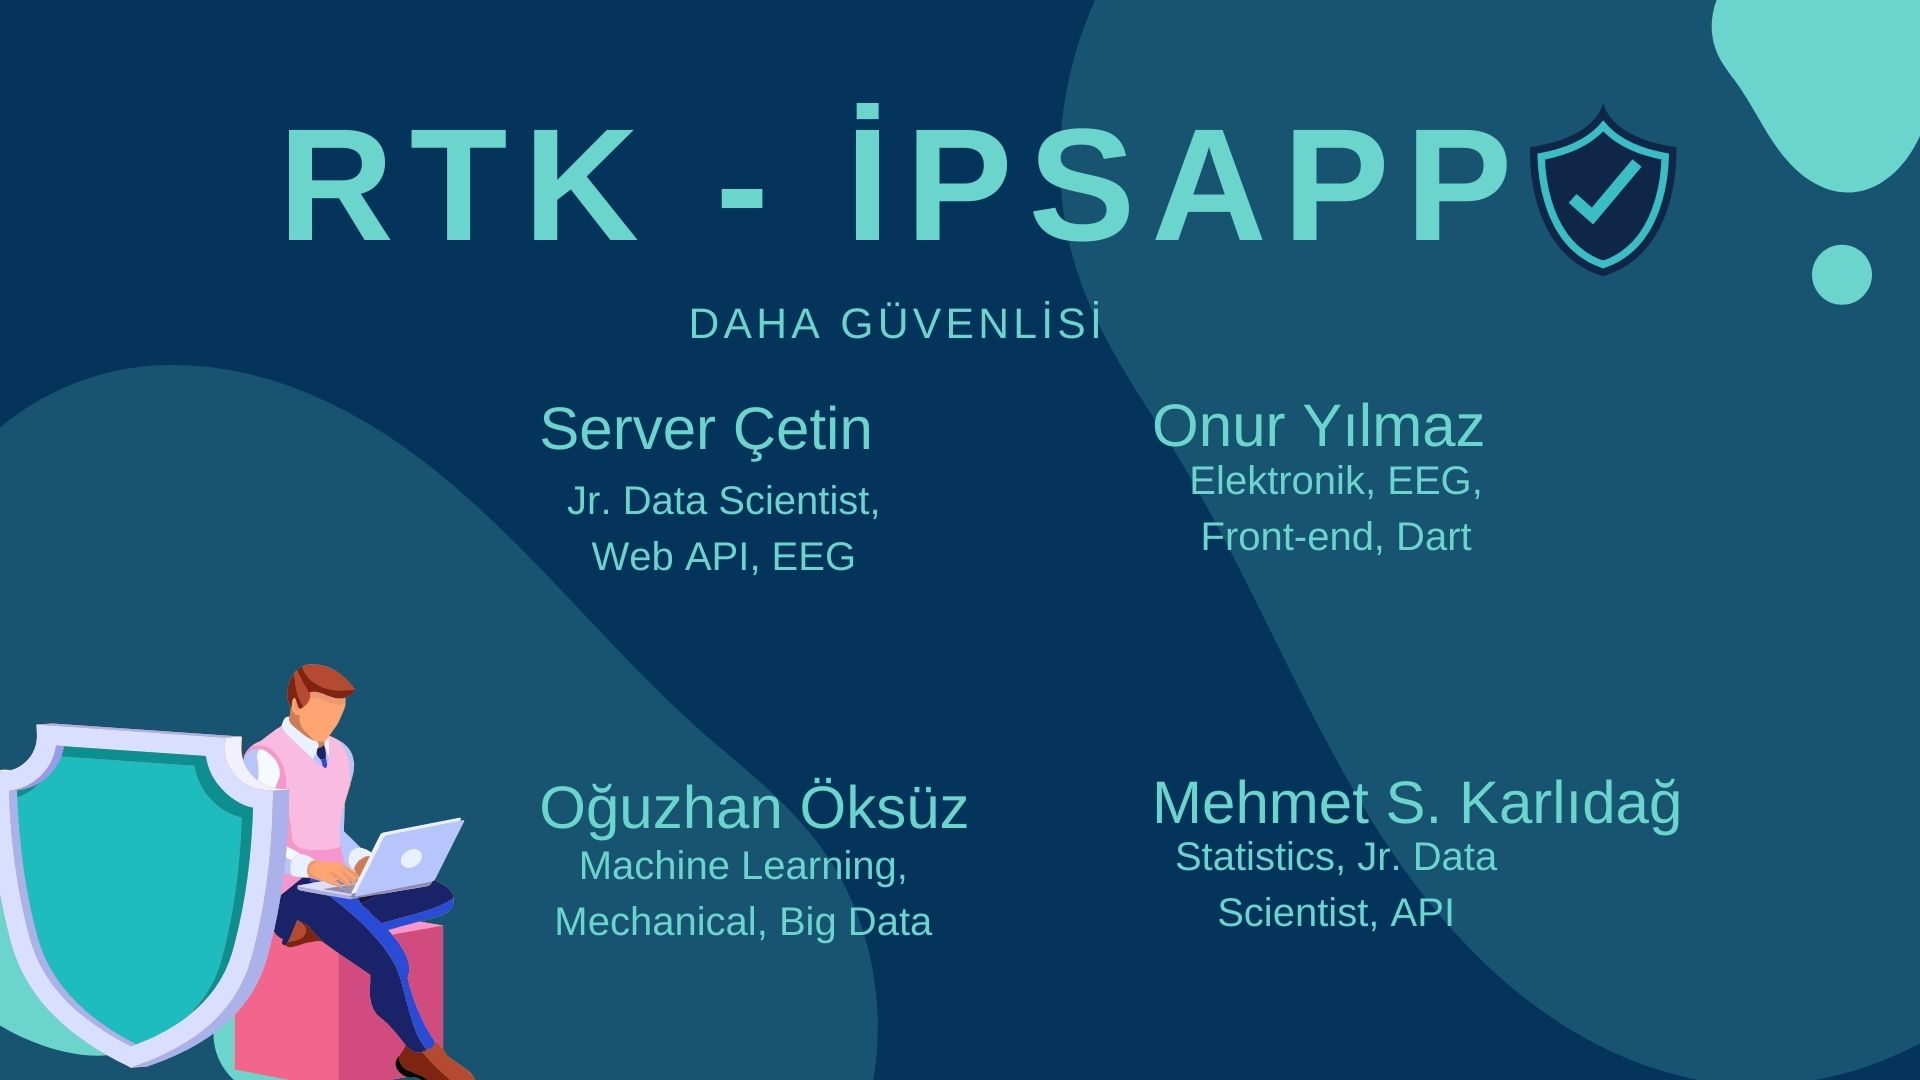 RTK - İPSAPP
DAHA GÜVENLİSİ
Server Çetin
Jr. Data Scientist,
Web API, EEG
Onur Yılmaz
Elektronik, EEG,
Front-end, Dart
Oğuzhan Öksüz
Machine Learning,
Mechanical, Big Data
Mehmet S. Karlıdağ
Statistics, Jr. Data
Scientist, API